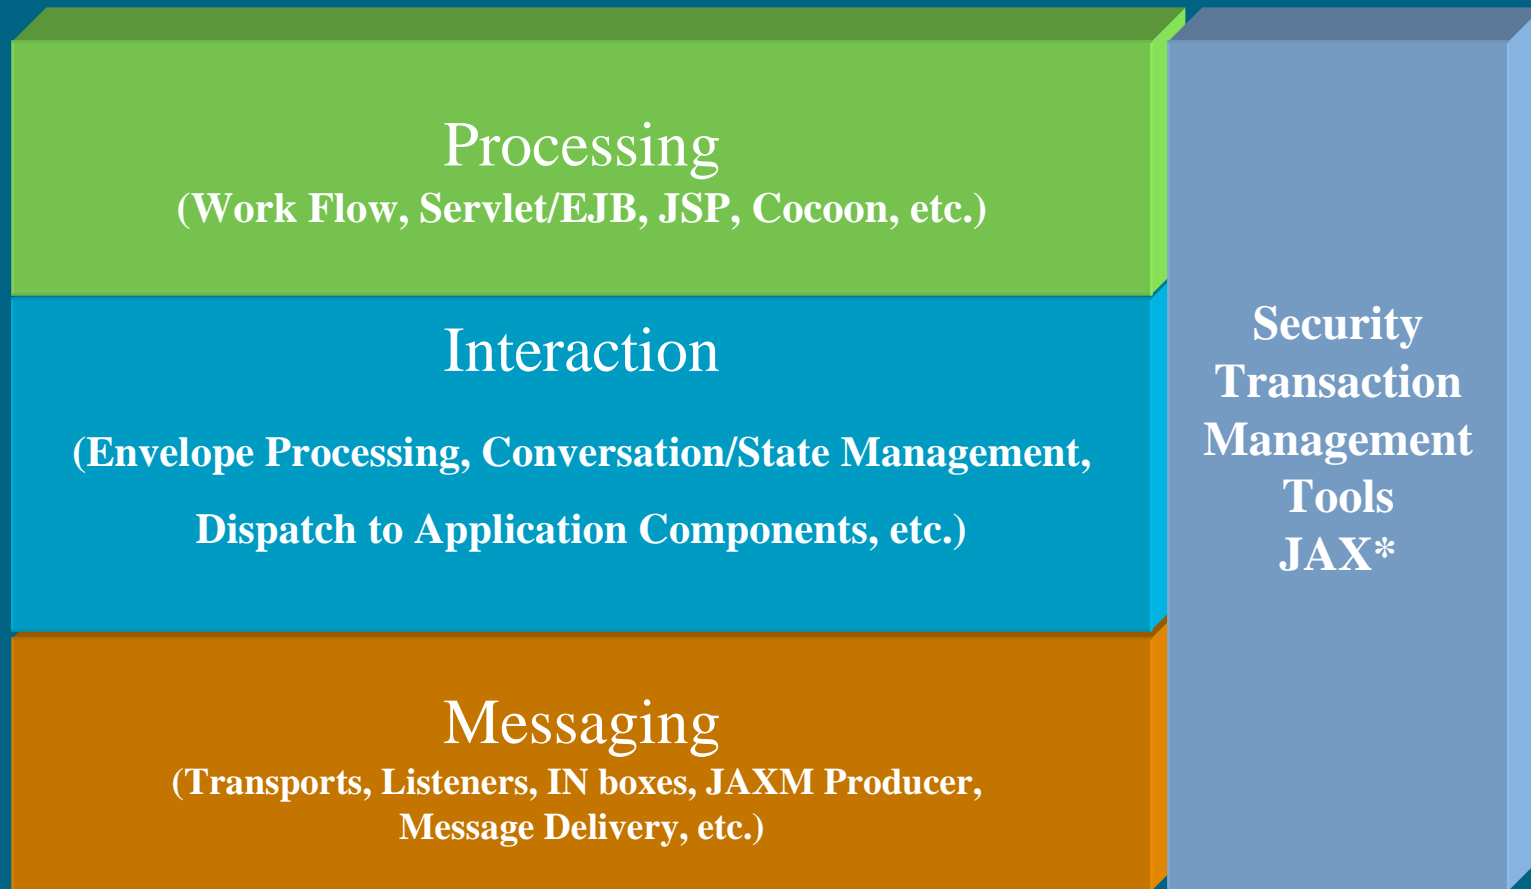 Processing
(Work Flow, Servlet/EJB, JSP, Cocoon, etc.)
Interaction
(Envelope Processing, Conversation/State Management,
Dispatch to Application Components, etc.)
Messaging
(Transports, Listeners, IN boxes, JAXM Producer,
Message Delivery, etc.)
Security
Transaction
Management
Tools
JAX*